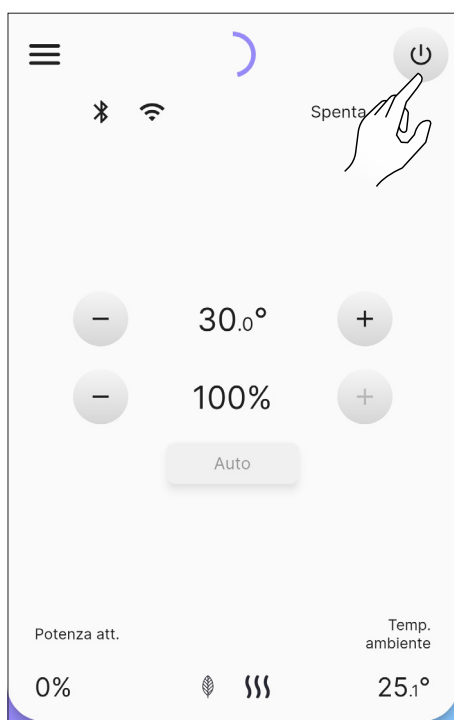 Spenta
− 30.0° +
− 100% +
Auto
Potenza att.
Temp.
ambiente
0%
25.1°